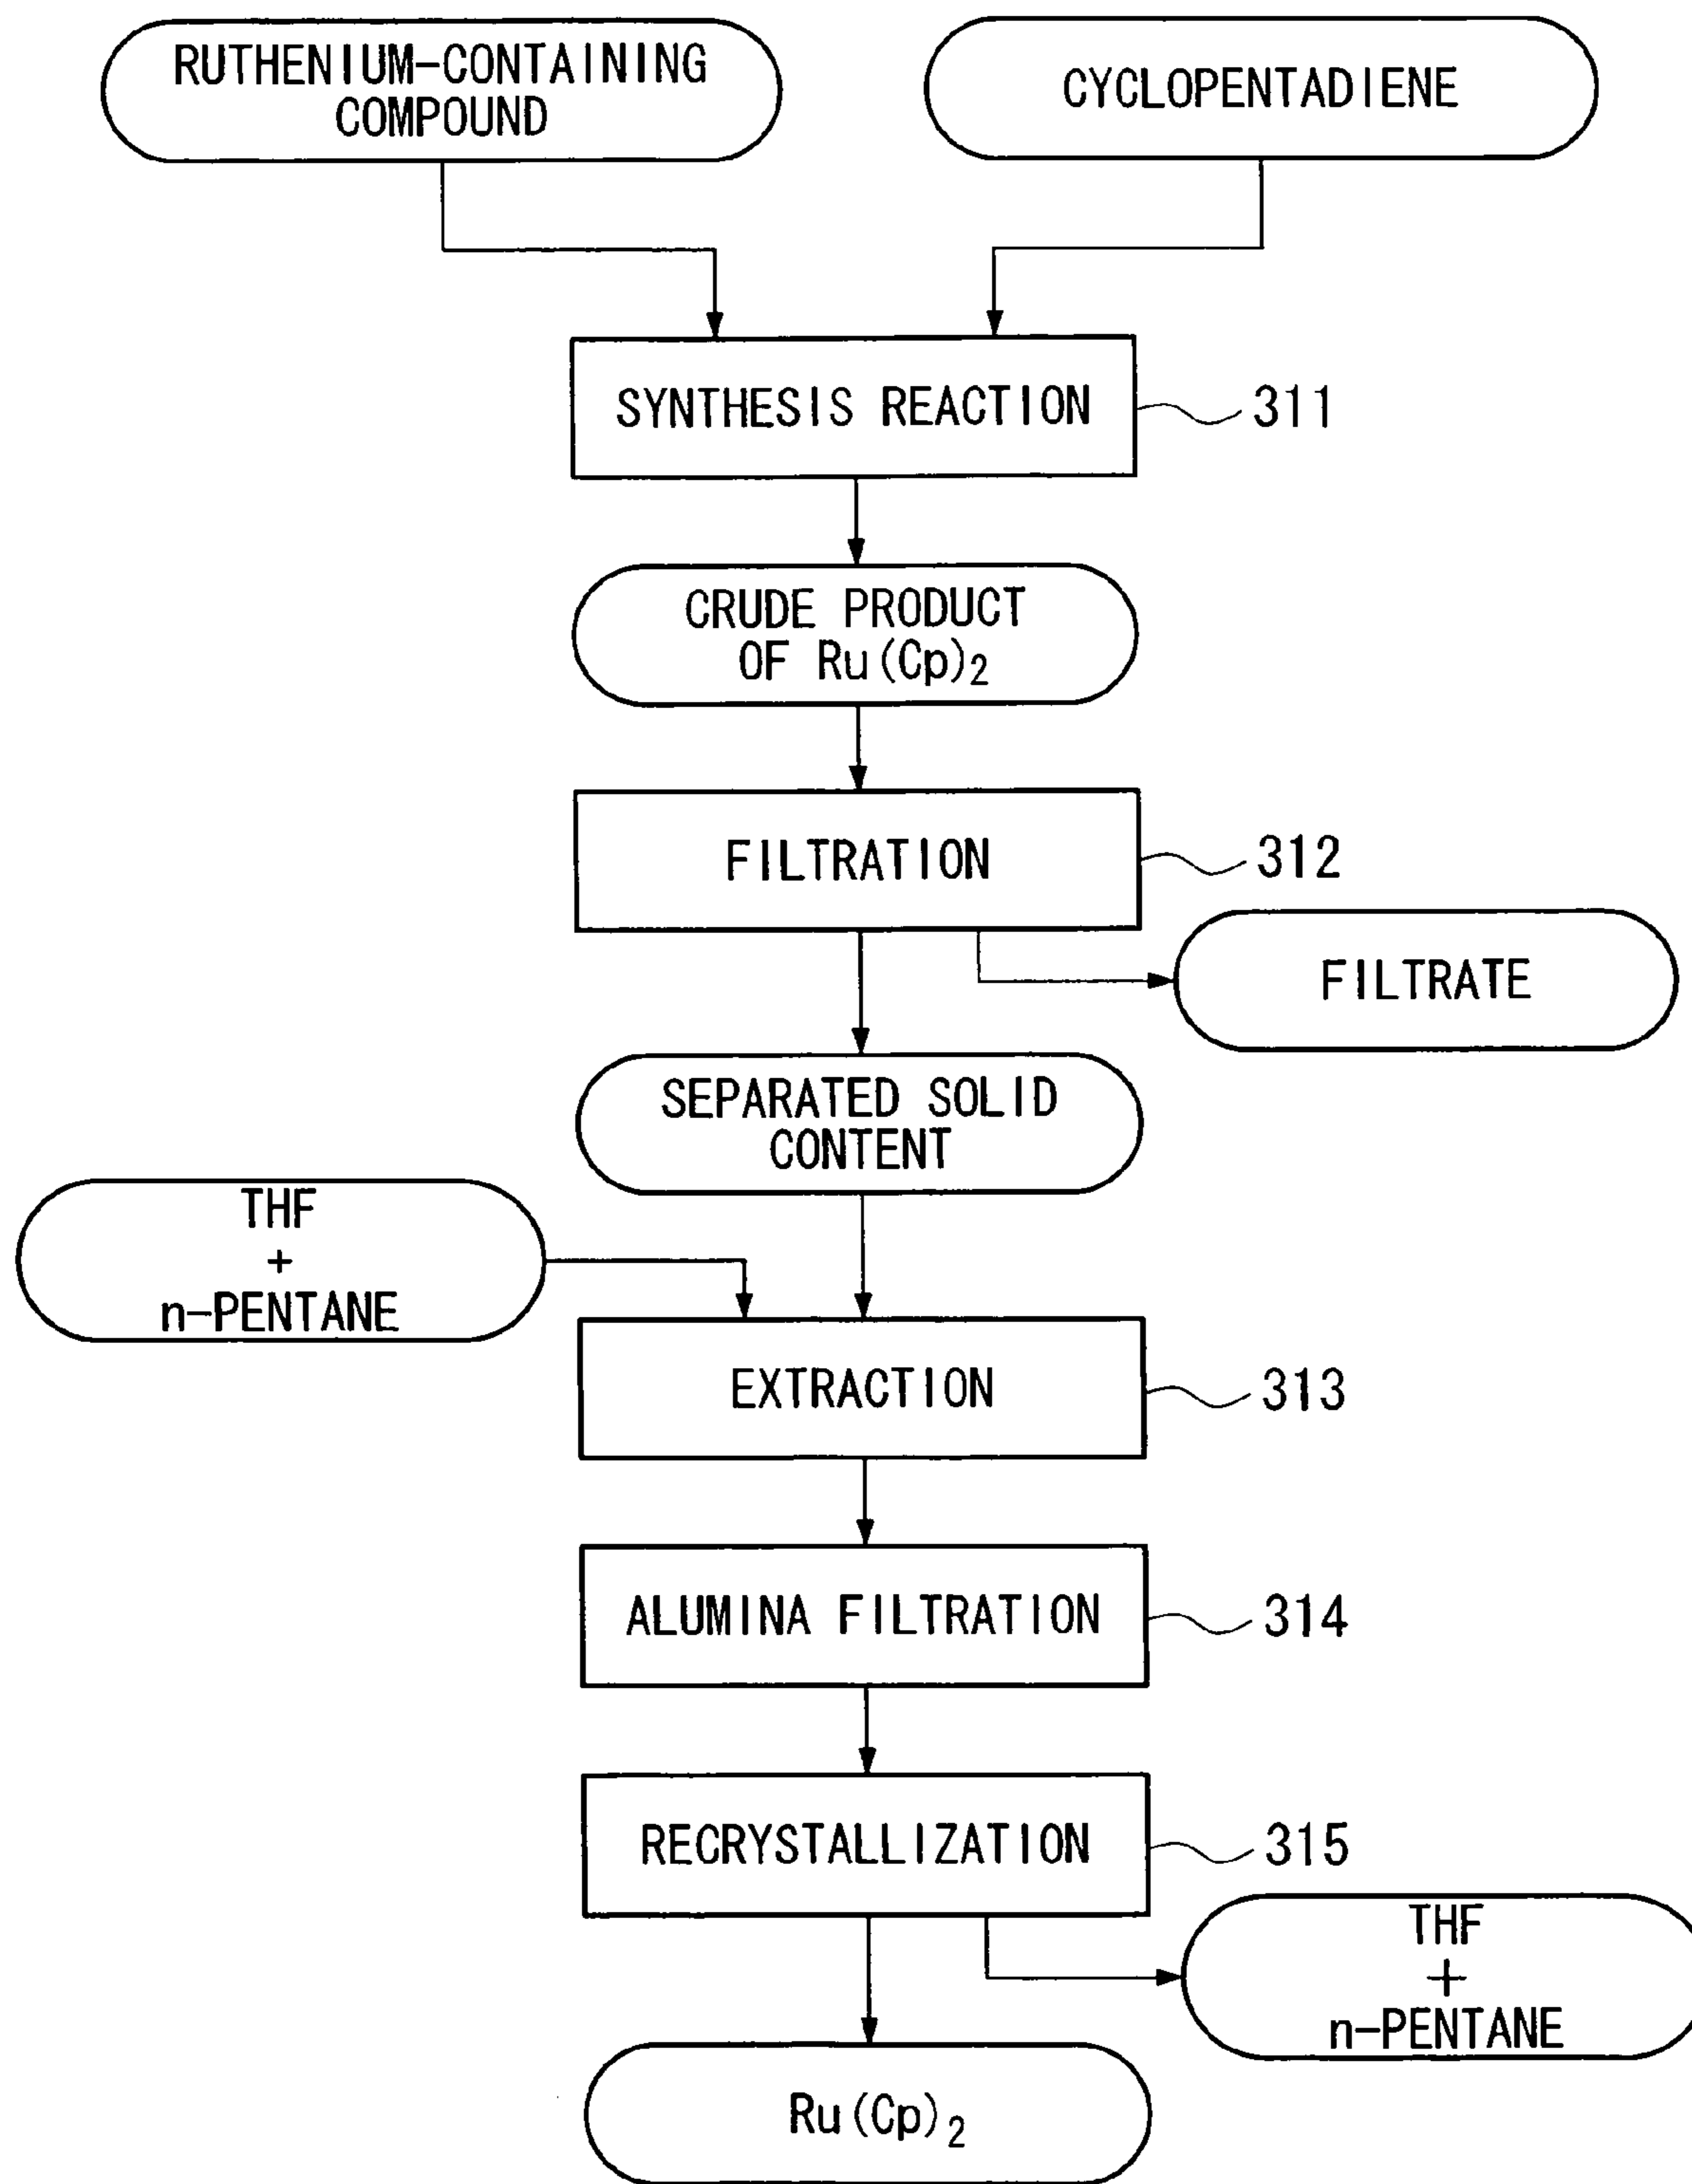 RUTHENIUM-CONTAINING
COMPOUND
CYCLOPENTADIENE
SYNTHESIS REACTION
311
CRUDE PRODUCT
OF Ru(Cp)₂
FILTRATION
312
FILTRATE
SEPARATED SOLID
CONTENT
THF
+
n-PENTANE
EXTRACTION
313
ALUMINA FILTRATION
314
RECRYSTALLIZATION
315
THF
+
n-PENTANE
Ru(Cp)₂